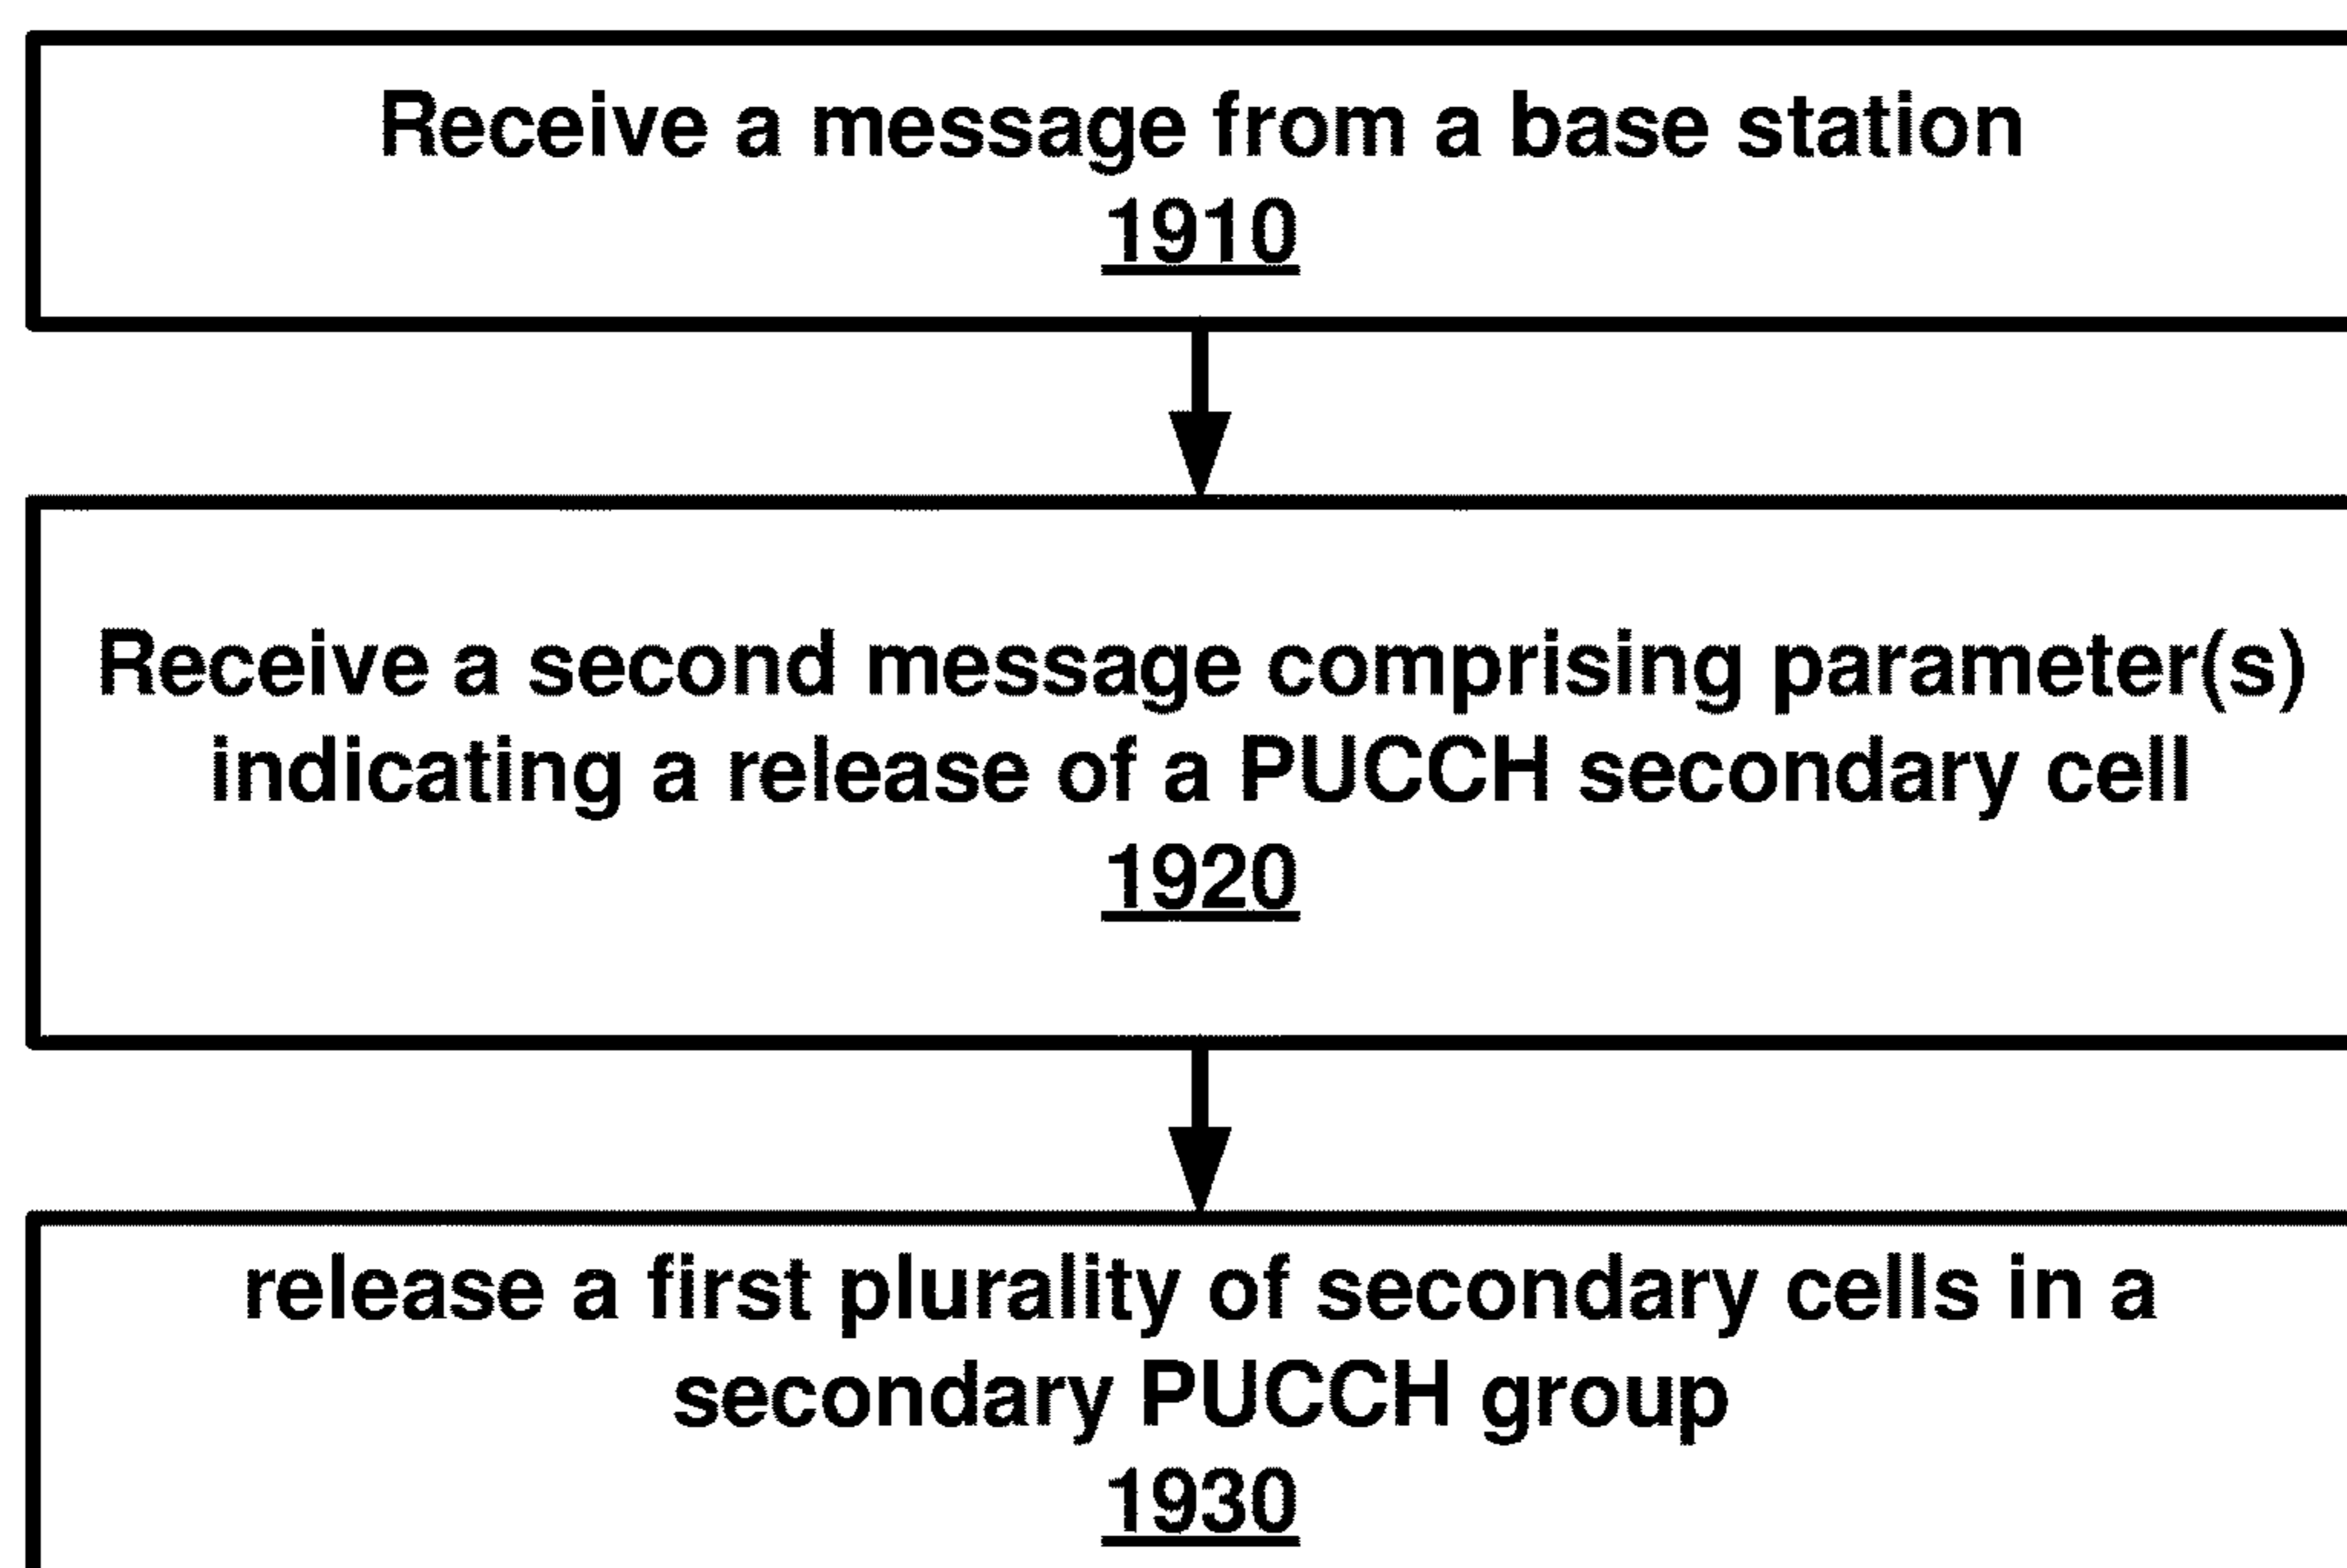 Receive a message from a base station
1910
Receive a second message comprising parameter(s)
indicating a release of a PUCCH secondary cell
1920
release a first plurality of secondary cells in a
secondary PUCCH group
1930